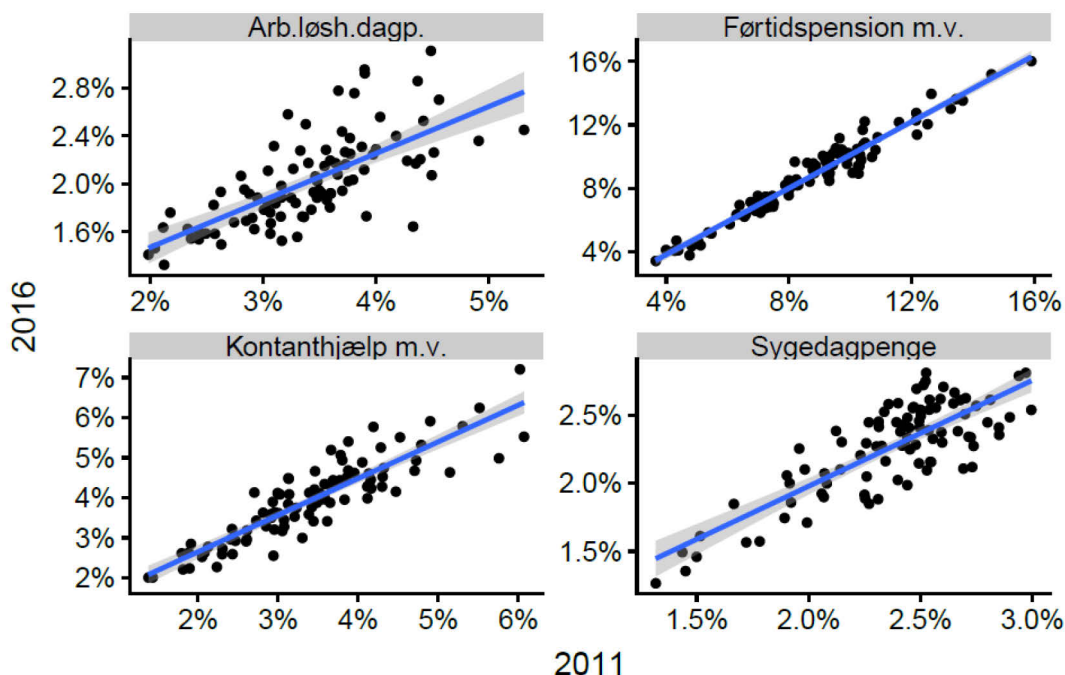 Arb.løsh.dagp.
2.8%
2.4%
2.0%
1.6%
2% 3% 4% 5%
Førtidspension m.v.
16%
12%
8%
4%
4% 8% 12% 16%
2016
Kontanthjælp m.v.
7%
6%
5%
4%
3%
2%
2% 3% 4% 5% 6%
Sygedagpenge
2.5%
2.0%
1.5%
1.5% 2.0% 2.5% 3.0%
2011